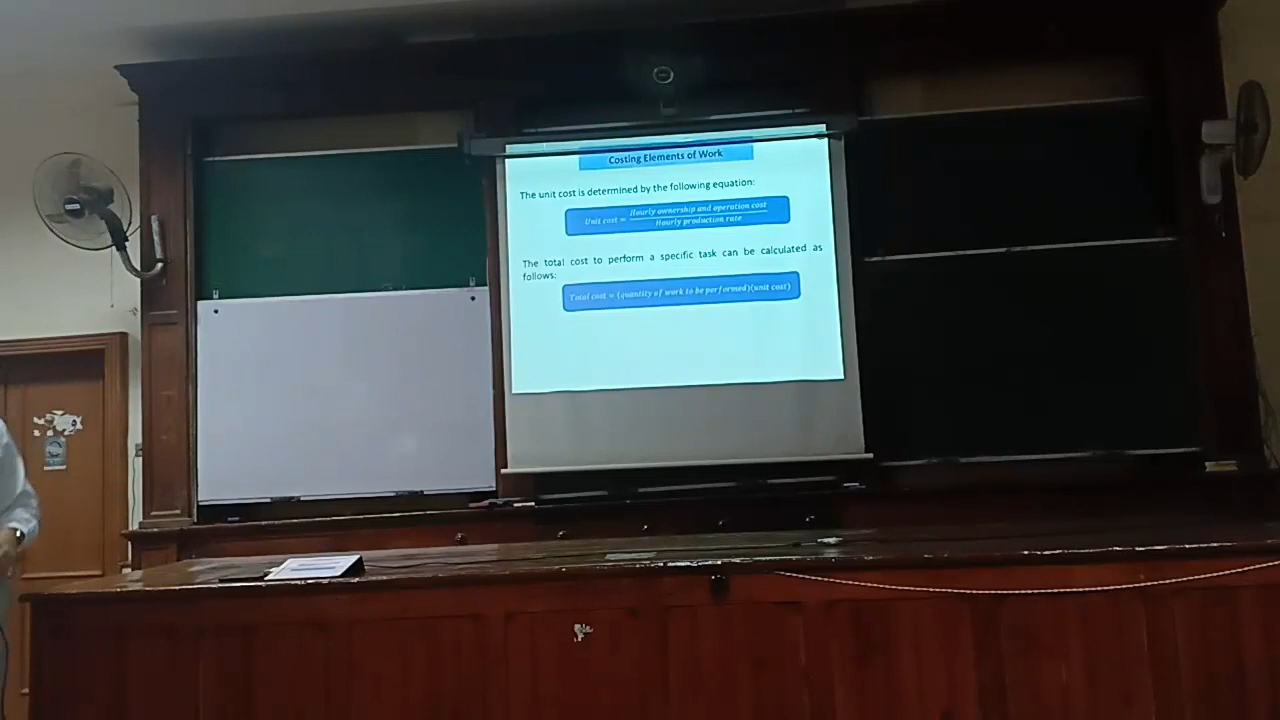 Costing Elements of Work
The unit cost is determined by the following equation:
Unit cost = Hourly ownership and operation cost
Hourly production rate
The total cost to perform a specific task can be calculated as
follows:
Total cost = (quantity of work to be performed)(unit cost)